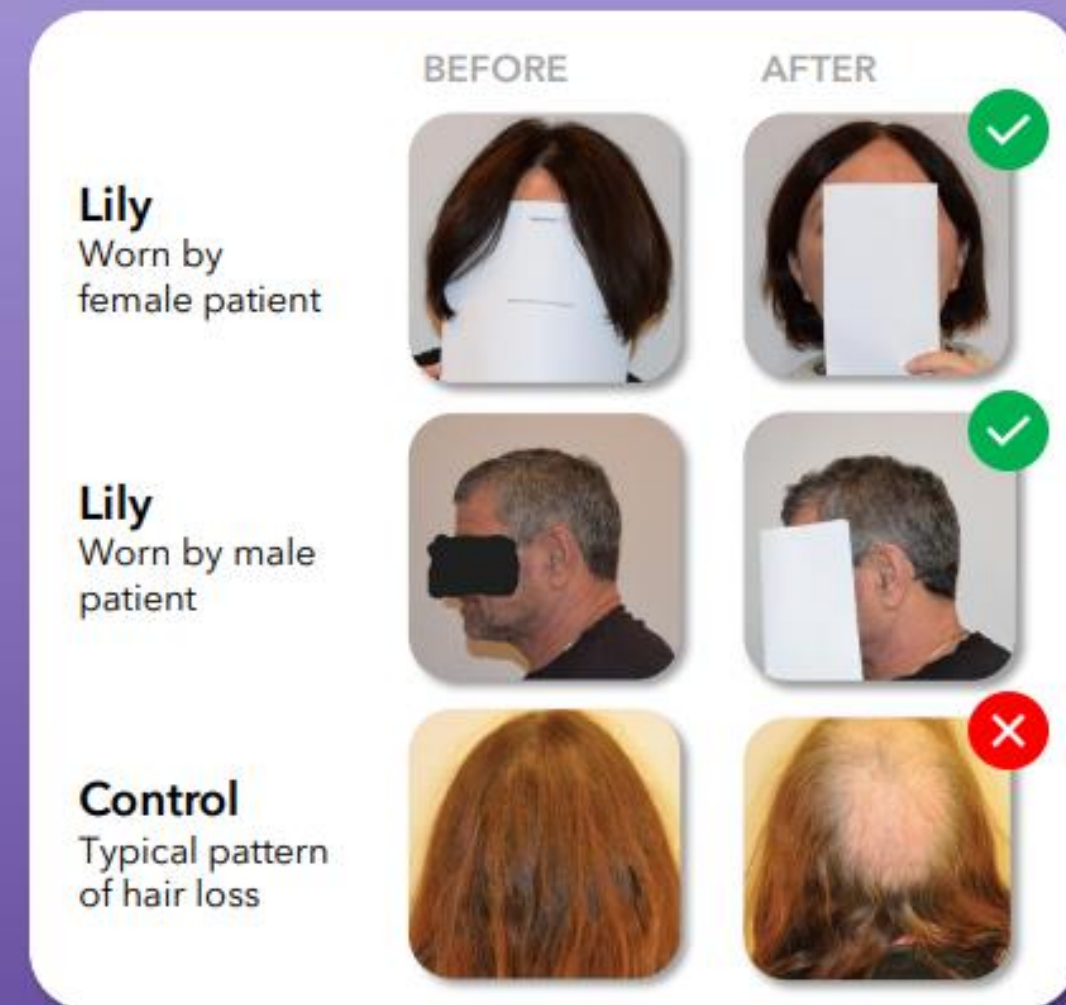 BEFORE
AFTER
Lily
Worn by
female patient
Lily
Worn by male
patient
Control
Typical pattern
of hair loss